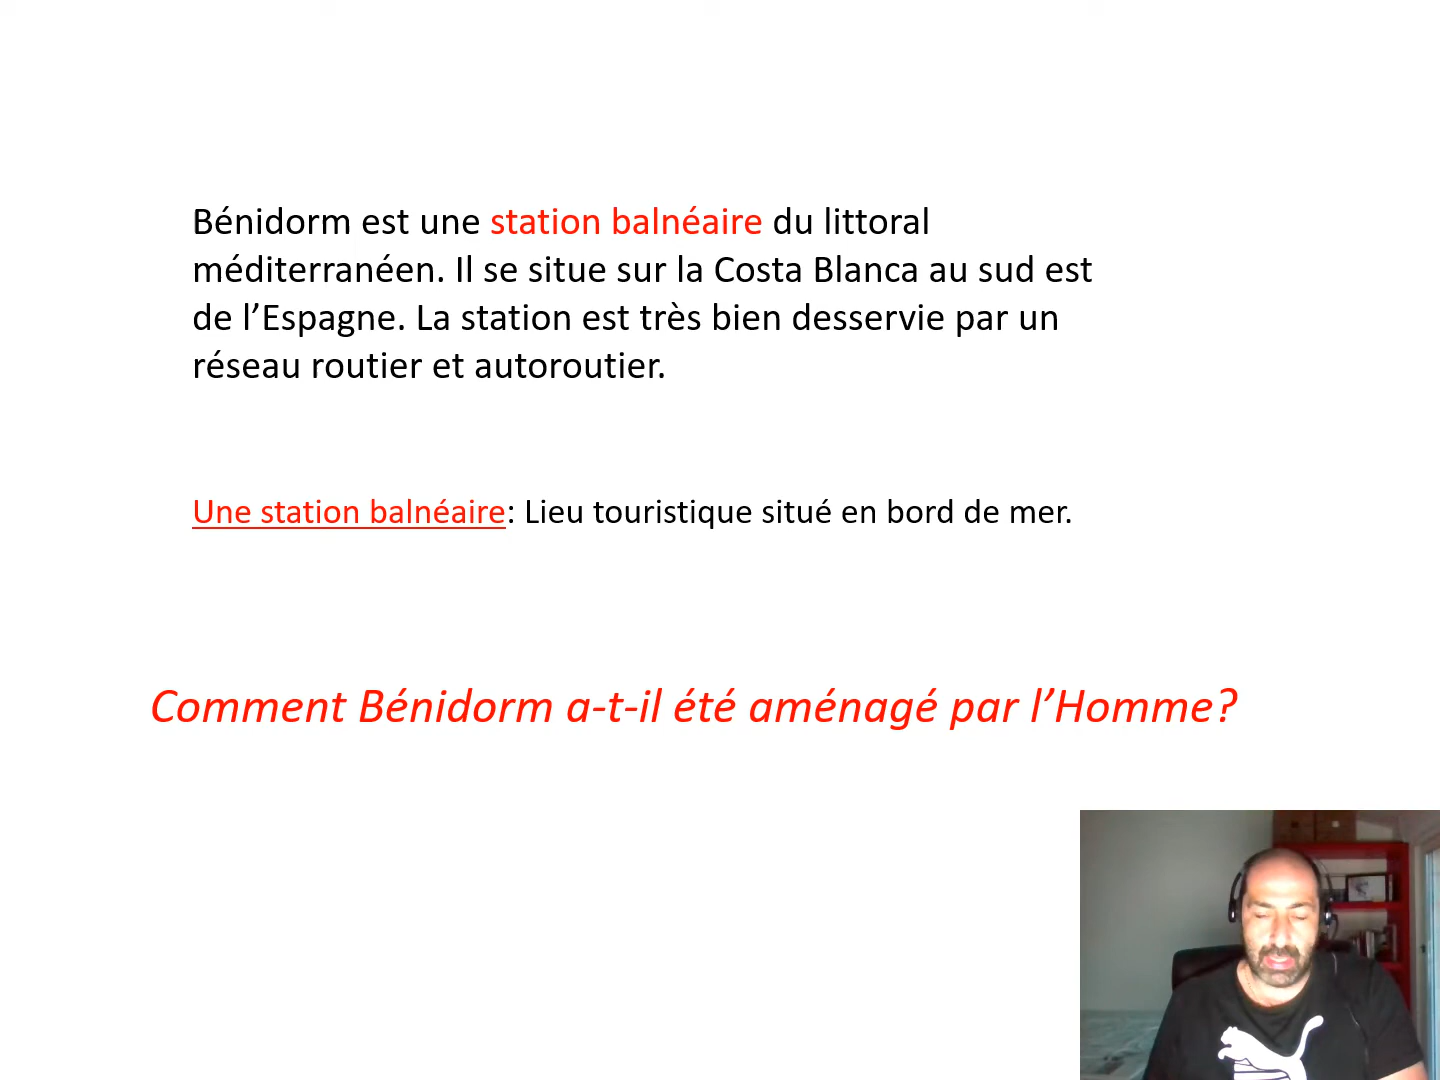 Bénidorm est une station balnéaire du littoral
méditerranéen. Il se situe sur la Costa Blanca au sud est
de l’Espagne. La station est très bien desservie par un
réseau routier et autoroutier.
Une station balnéaire: Lieu touristique situé en bord de mer.
Comment Bénidorm a-t-il été aménagé par l’Homme?